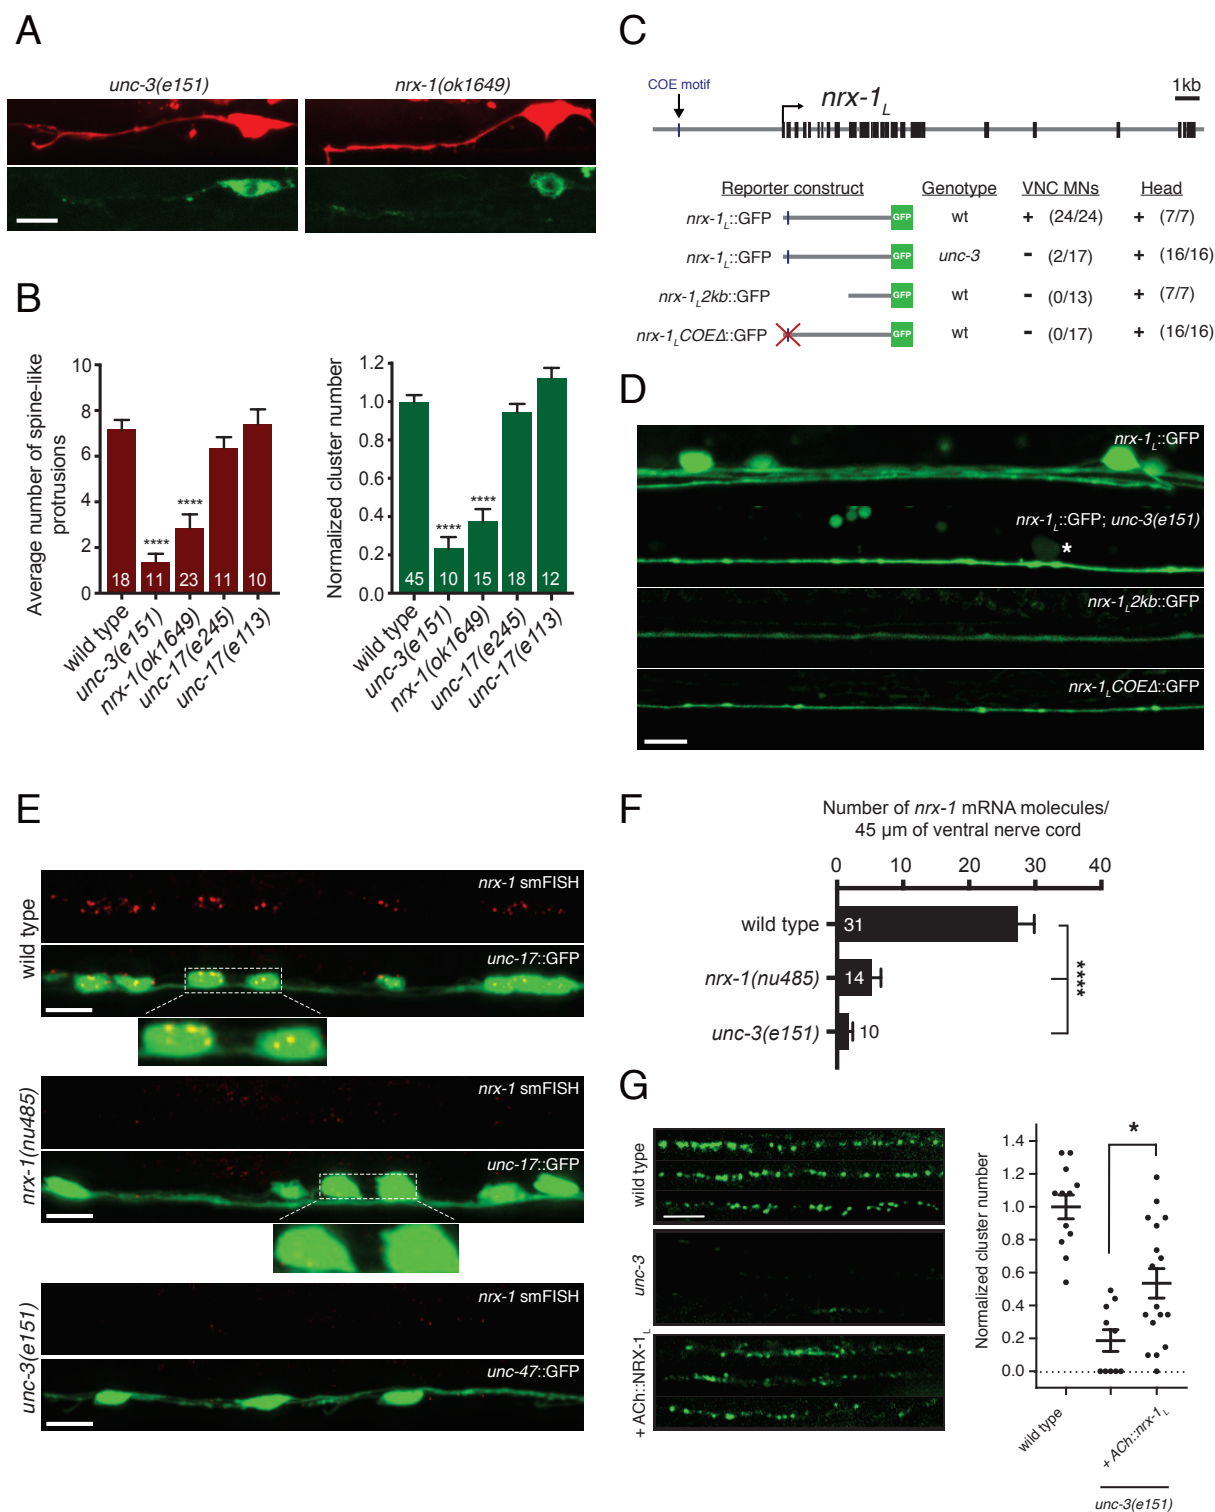 A
unc-3(e151)
nrx-1(ok1649)
B
Average number of spine-like
protrusions
10
8
6
4
2
0
****
****
18
11
23
11
10
wild type
unc-3(e151)
nrx-1(ok1649)
unc-17(e245)
unc-17(e113)
Normalized cluster number
1.2
1.0
0.8
0.6
0.4
0.2
0.0
****
****
45
10
15
18
12
wild type
unc-3(e151)
nrx-1(ok1649)
unc-17(e245)
unc-17(e113)
C
COE motif
nrx-1L
1kb
Reporter construct Genotype VNC MNs Head
nrx-1L::GFP GFP wt + (24/24) + (7/7)
nrx-1L::GFP GFP unc-3 - (2/17) + (16/16)
nrx-1L2kb::GFP GFP wt - (0/13) + (7/7)
nrx-1LCOEΔ::GFP GFP wt - (0/17) + (16/16)
D
nrx-1L::GFP
nrx-1L::GFP; unc-3(e151)
*
nrx-1L2kb::GFP
nrx-1LCOEΔ::GFP
E
wild type
nrx-1 smFISH
unc-17::GFP
nrx-1(nu485)
nrx-1 smFISH
unc-17::GFP
unc-3(e151)
nrx-1 smFISH
unc-47::GFP
F
Number of nrx-1 mRNA molecules/
45 µm of ventral nerve cord
0 10 20 30 40
wild type 31
nrx-1(nu485) 14
unc-3(e151) 10
****
G
wild type
unc-3
+ ACh::NRX-1L
Normalized cluster number
1.4
1.2
1.0
0.8
0.6
0.4
0.2
0.0
*
wild type
+ ACh::nrx-1L
unc-3(e151)